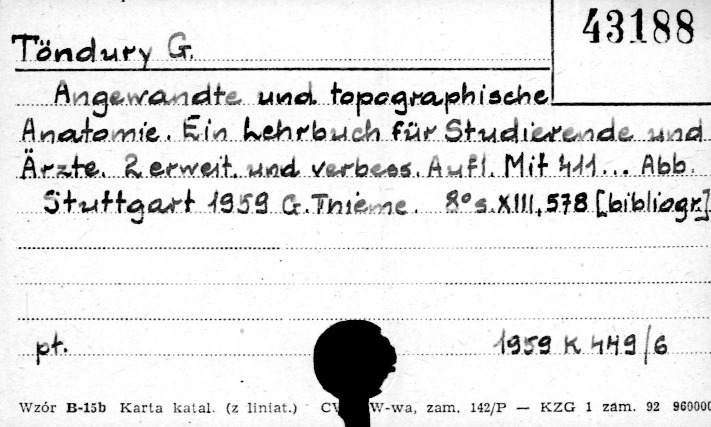 43188
Töndury G.
Angewandte und topographische
Anatomie. Ein Lehrbuch für Studierende und
Ärzte. 2 erweit. und verbess. Aufl. Mit 411... Abb.
Stuttgart 1959 G. Thieme. 8° s. XIII, 578 [bibliogr.]
pt. 1959 K 449/6
Wzór B-15b Karta katal. (z liniat.) W-wa, zam. 142/P — KZG 1 zam. 92 960000